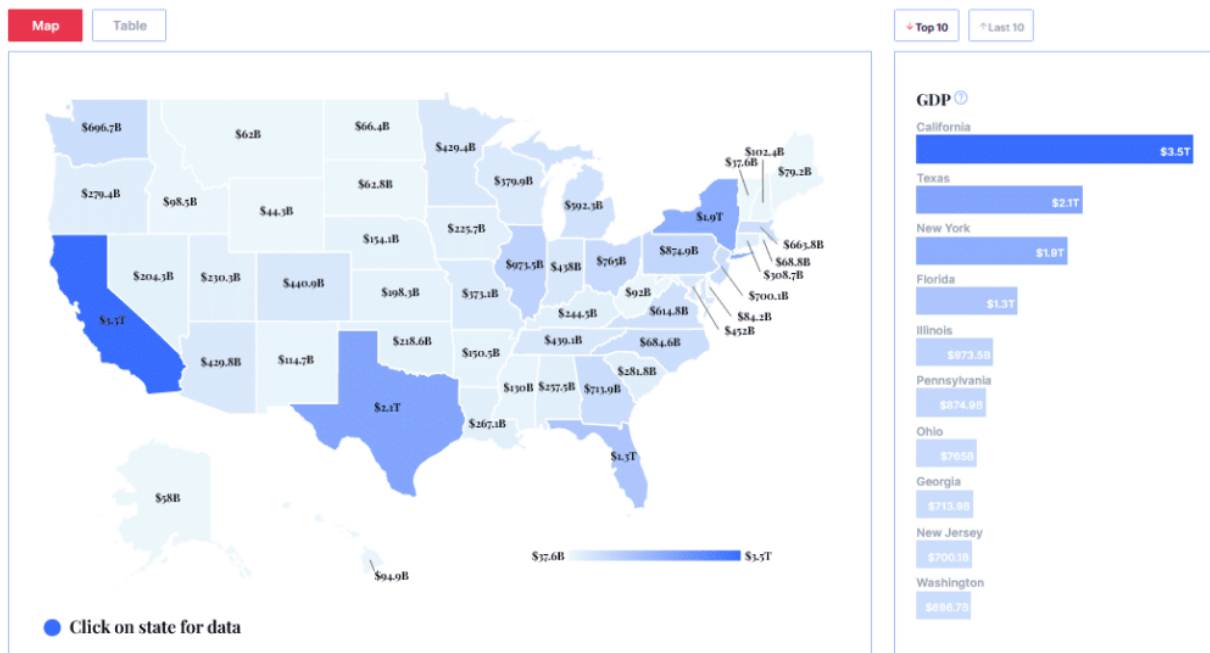 Map
Table
↓Top 10
↑Last 10
$696.7B
$62B
$66.4B
$429.4B
$102.4B
$37.6B
$79.2B
$279.4B
$98.5B
$62.8B
$379.9B
$592.3B
$44.3B
$1.9T
$154.1B
$225.7B
$874.9B
$663.8B
$68.8B
$308.7B
$204.3B
$230.3B
$440.9B
$973.5B
$438B
$765B
$198.3B
$373.1B
$92B
$700.1B
$3.5T
$244.5B
$614.8B
$84.2B
$452B
$218.6B
$439.1B
$684.6B
$429.8B
$114.7B
$150.5B
$281.8B
$130B
$257.5B
$713.9B
$2.1T
$267.1B
$1.3T
$58B
$94.9B
$37.6B
$3.5T
Click on state for data
GDP ?
California
$3.5T
Texas
$2.1T
New York
$1.9T
Florida
$1.3T
Illinois
Pennsylvania
$874.9B
Ohio
$765B
Georgia
$713.9B
New Jersey
$700.1B
Washington
$696.7B